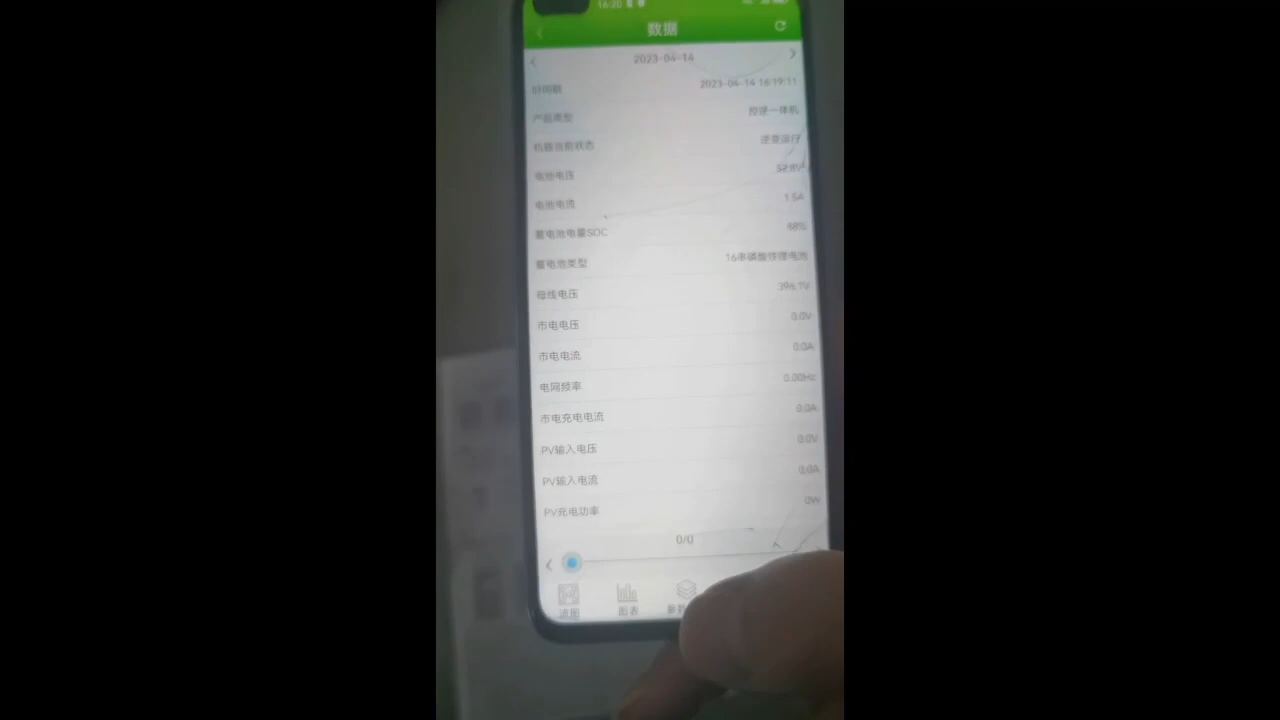 16:20
数据
2023-04-14
时间戳 2023-04-14 16:19:11
产品类型 控逆一体机
机器当前状态 逆变运行
电池电压
电池电流 1.5A
蓄电池电量SOC 88%
蓄电池类型 16串磷酸铁锂电池
母线电压 396.1V
市电电压 0.0V
市电电流 0.0A
电网频率 0.00Hz
市电充电电流 0.0A
PV输入电压 0.0V
PV输入电流 0.0A
PV充电功率 0W
0/0
流图 图表 参数